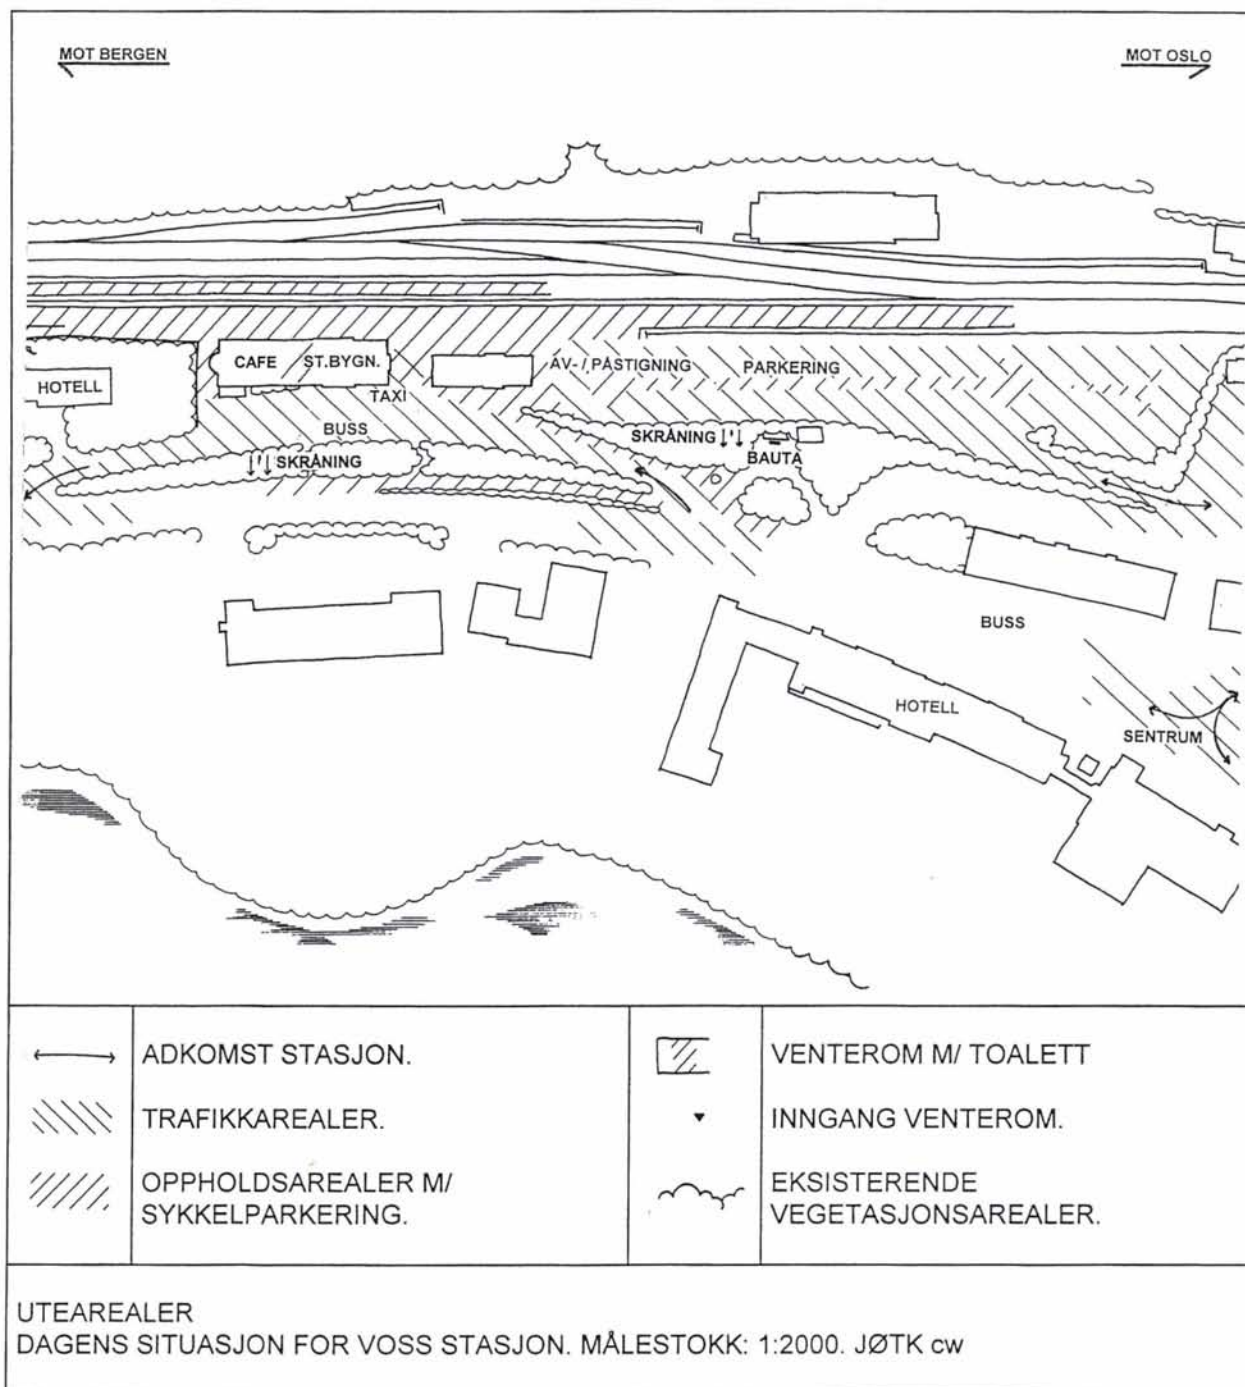 MOT BERGEN
MOT OSLO
HOTELL
CAFE
ST.BYGN.
TAXI
AV- / PÅSTIGNING
PARKERING
BUSS
SKRÅNING
SKRÅNING
BAUTA
BUSS
HOTELL
SENTRUM
ADKOMST STASJON.
TRAFIKKAREALER.
OPPHOLDSAREALER M/
SYKKELPARKERING.
VENTEROM M/ TOALETT
INNGANG VENTEROM.
EKSISTERENDE
VEGETASJONSAREALER.
UTEAREALER
DAGENS SITUASJON FOR VOSS STASJON. MÅLESTOKK: 1:2000. JØTK cw